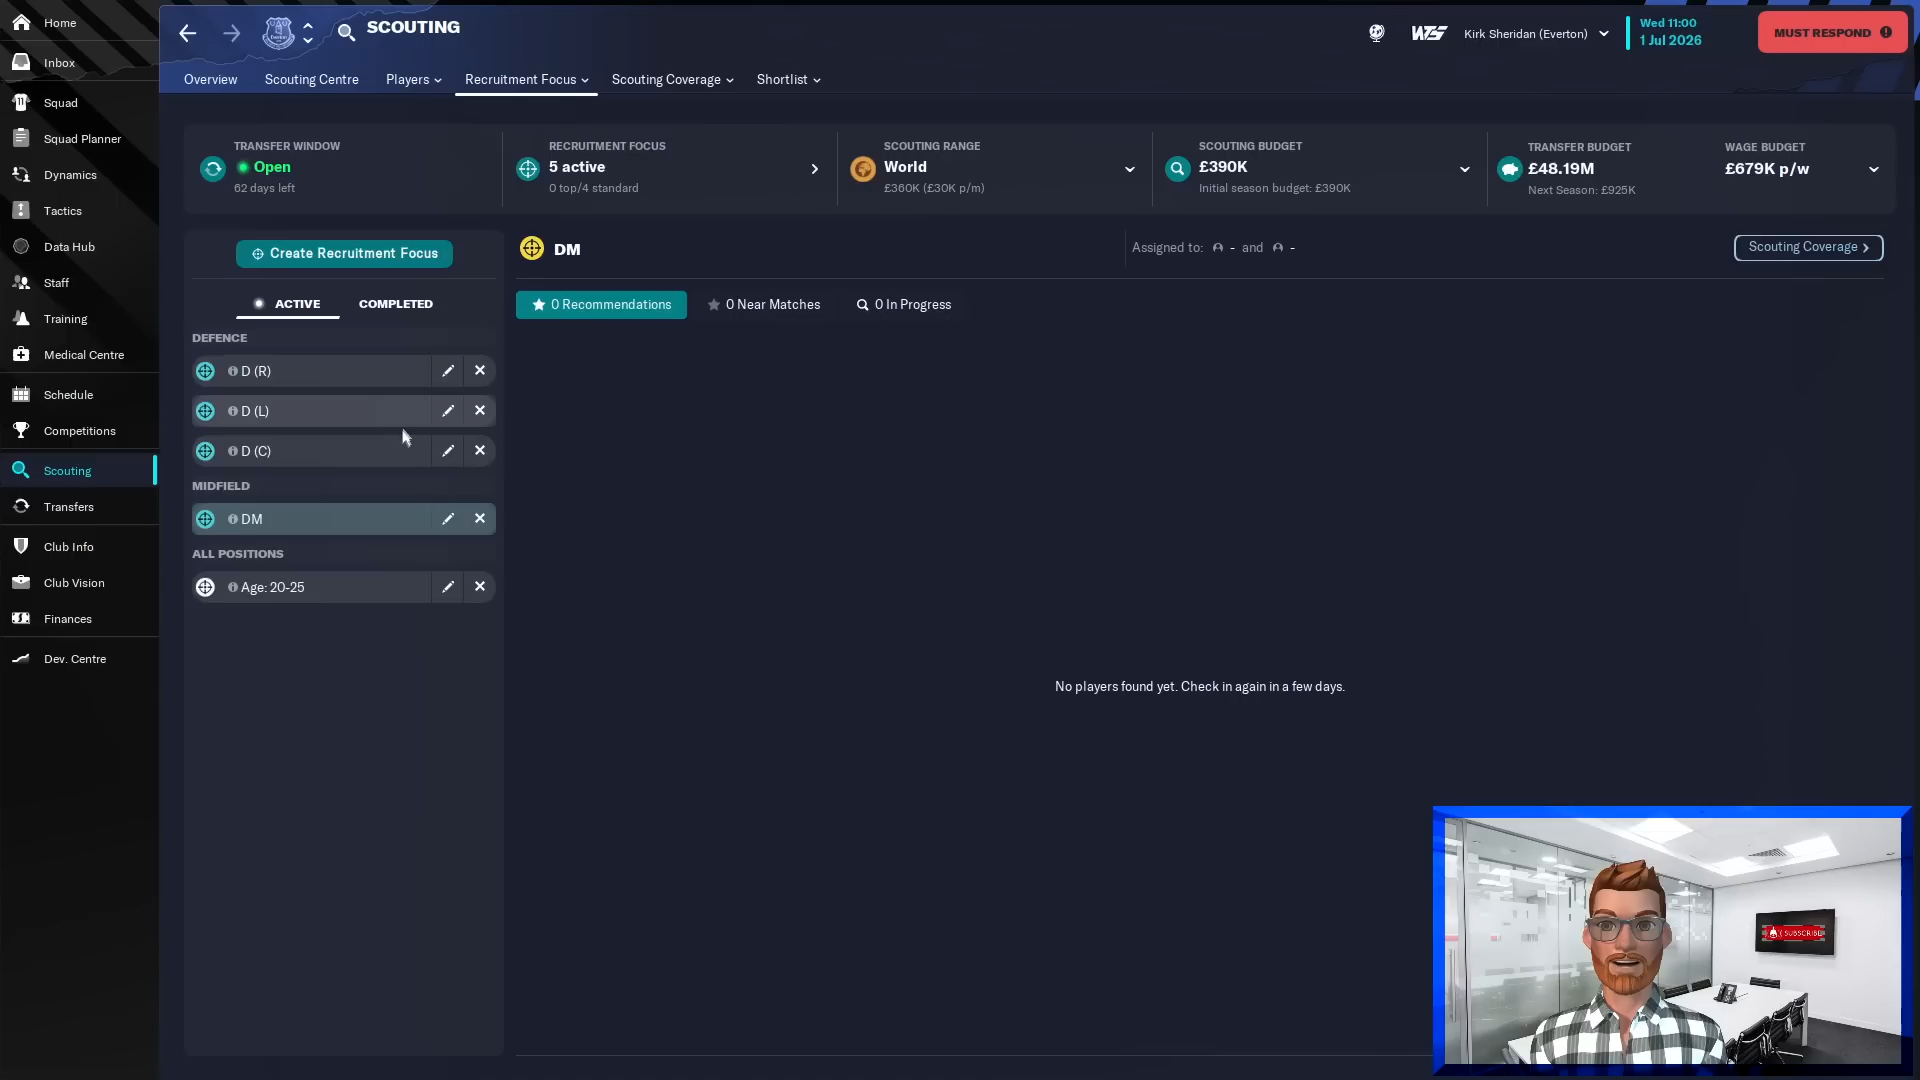 Home
Inbox
Squad
Squad Planner
Dynamics
Tactics
Data Hub
Staff
Training
Medical Centre
Schedule
Competitions
Scouting
Transfers
Club Info
Club Vision
Finances
Dev. Centre
SCOUTING
Kirk Sheridan (Everton)
Wed 11:00
1 Jul 2026
MUST RESPOND
Overview
Scouting Centre
Players
Recruitment Focus
Scouting Coverage
Shortlist
TRANSFER WINDOW
Open
62 days left
RECRUITMENT FOCUS
5 active
0 top/4 standard
SCOUTING RANGE
World
£360K (£30K p/m)
SCOUTING BUDGET
£390K
Initial season budget: £390K
TRANSFER BUDGET
£48.19M
Next Season: £925K
WAGE BUDGET
£679K p/w
Create Recruitment Focus
ACTIVE
COMPLETED
DEFENCE
D (R)
D (L)
D (C)
MIDFIELD
DM
ALL POSITIONS
Age: 20-25
DM
Assigned to: - and -
Scouting Coverage
0 Recommendations
0 Near Matches
0 In Progress
No players found yet. Check in again in a few days.
SUBSCRIBE